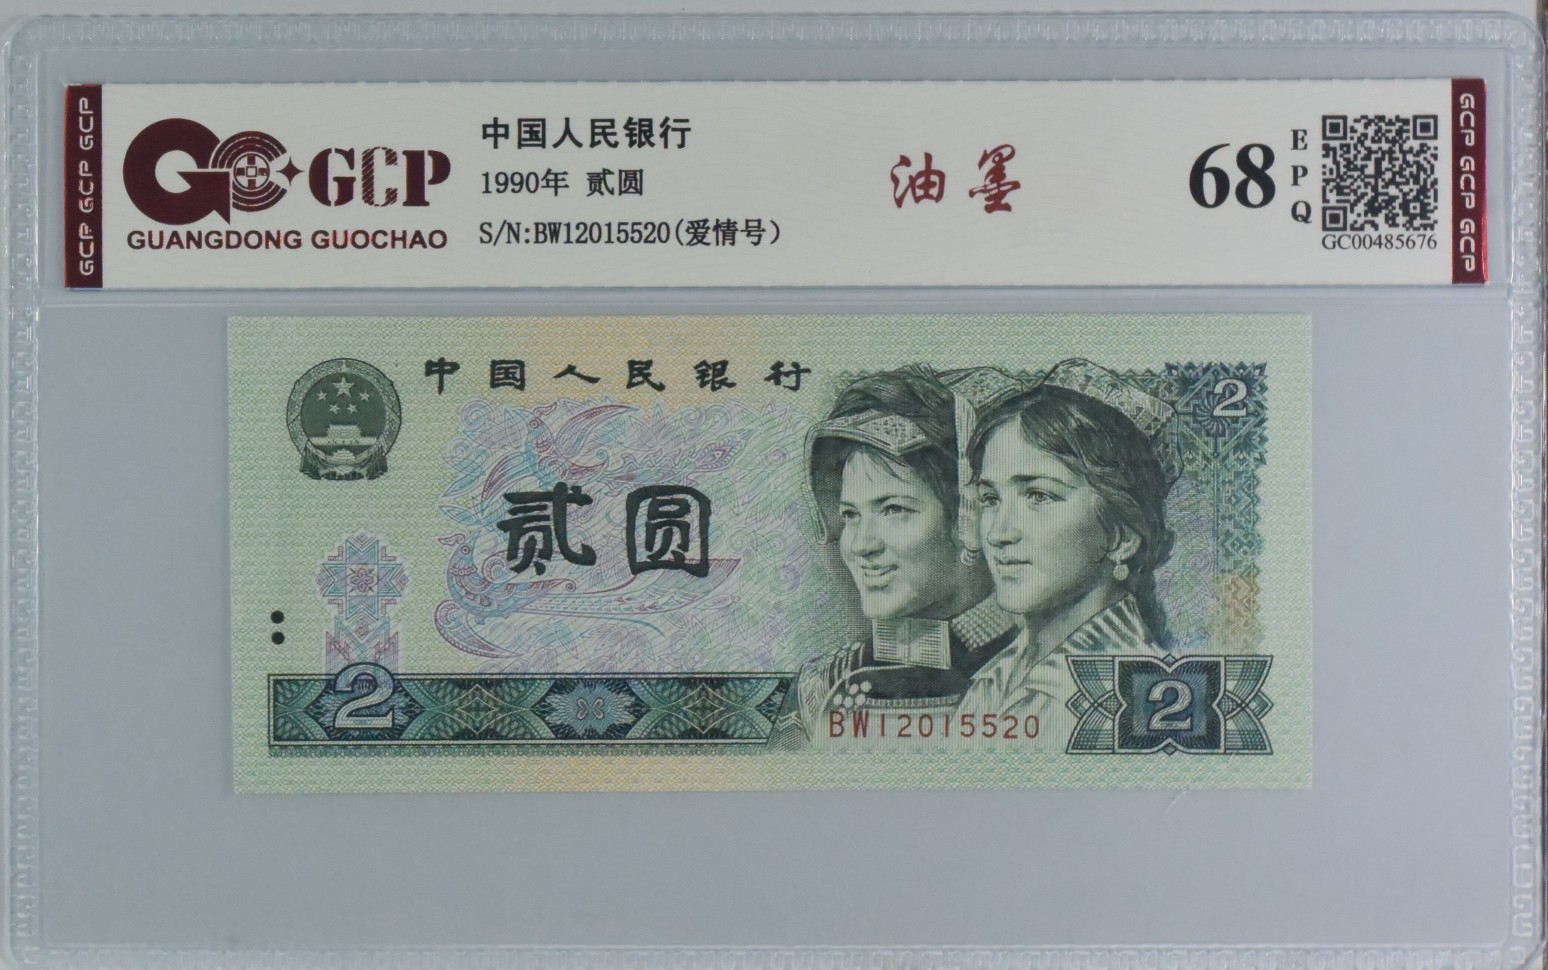 GCP GCP GCP
GCP
GUANGDONG GUOCHAO
中国人民银行
1990年 贰圆
S/N:BW12015520(爱情号)
油墨
68
EPQ
GC00485676
GCP GCP GCP
中国人民银行
2
贰圆
2
BW12015520
2